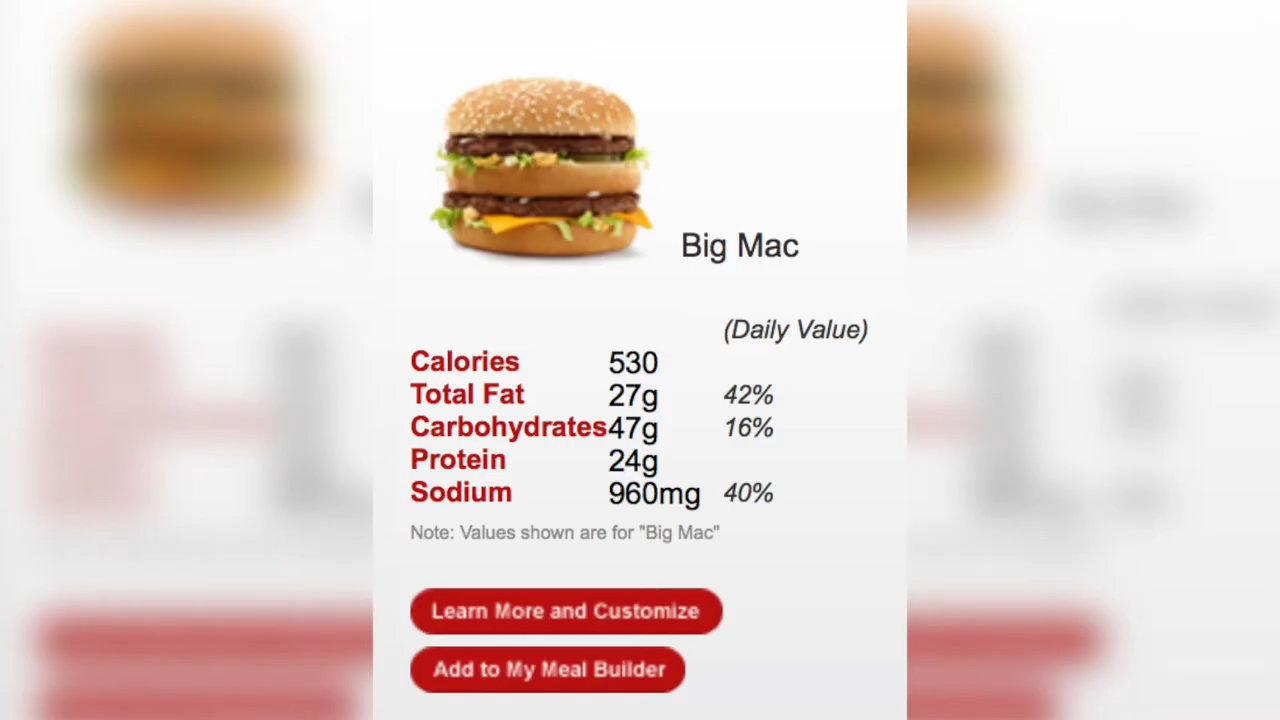 Big Mac
(Daily Value)
Calories 530
Total Fat 27g 42%
Carbohydrates 47g 16%
Protein 24g
Sodium 960mg 40%
Note: Values shown are for "Big Mac"
Learn More and Customize
Add to My Meal Builder